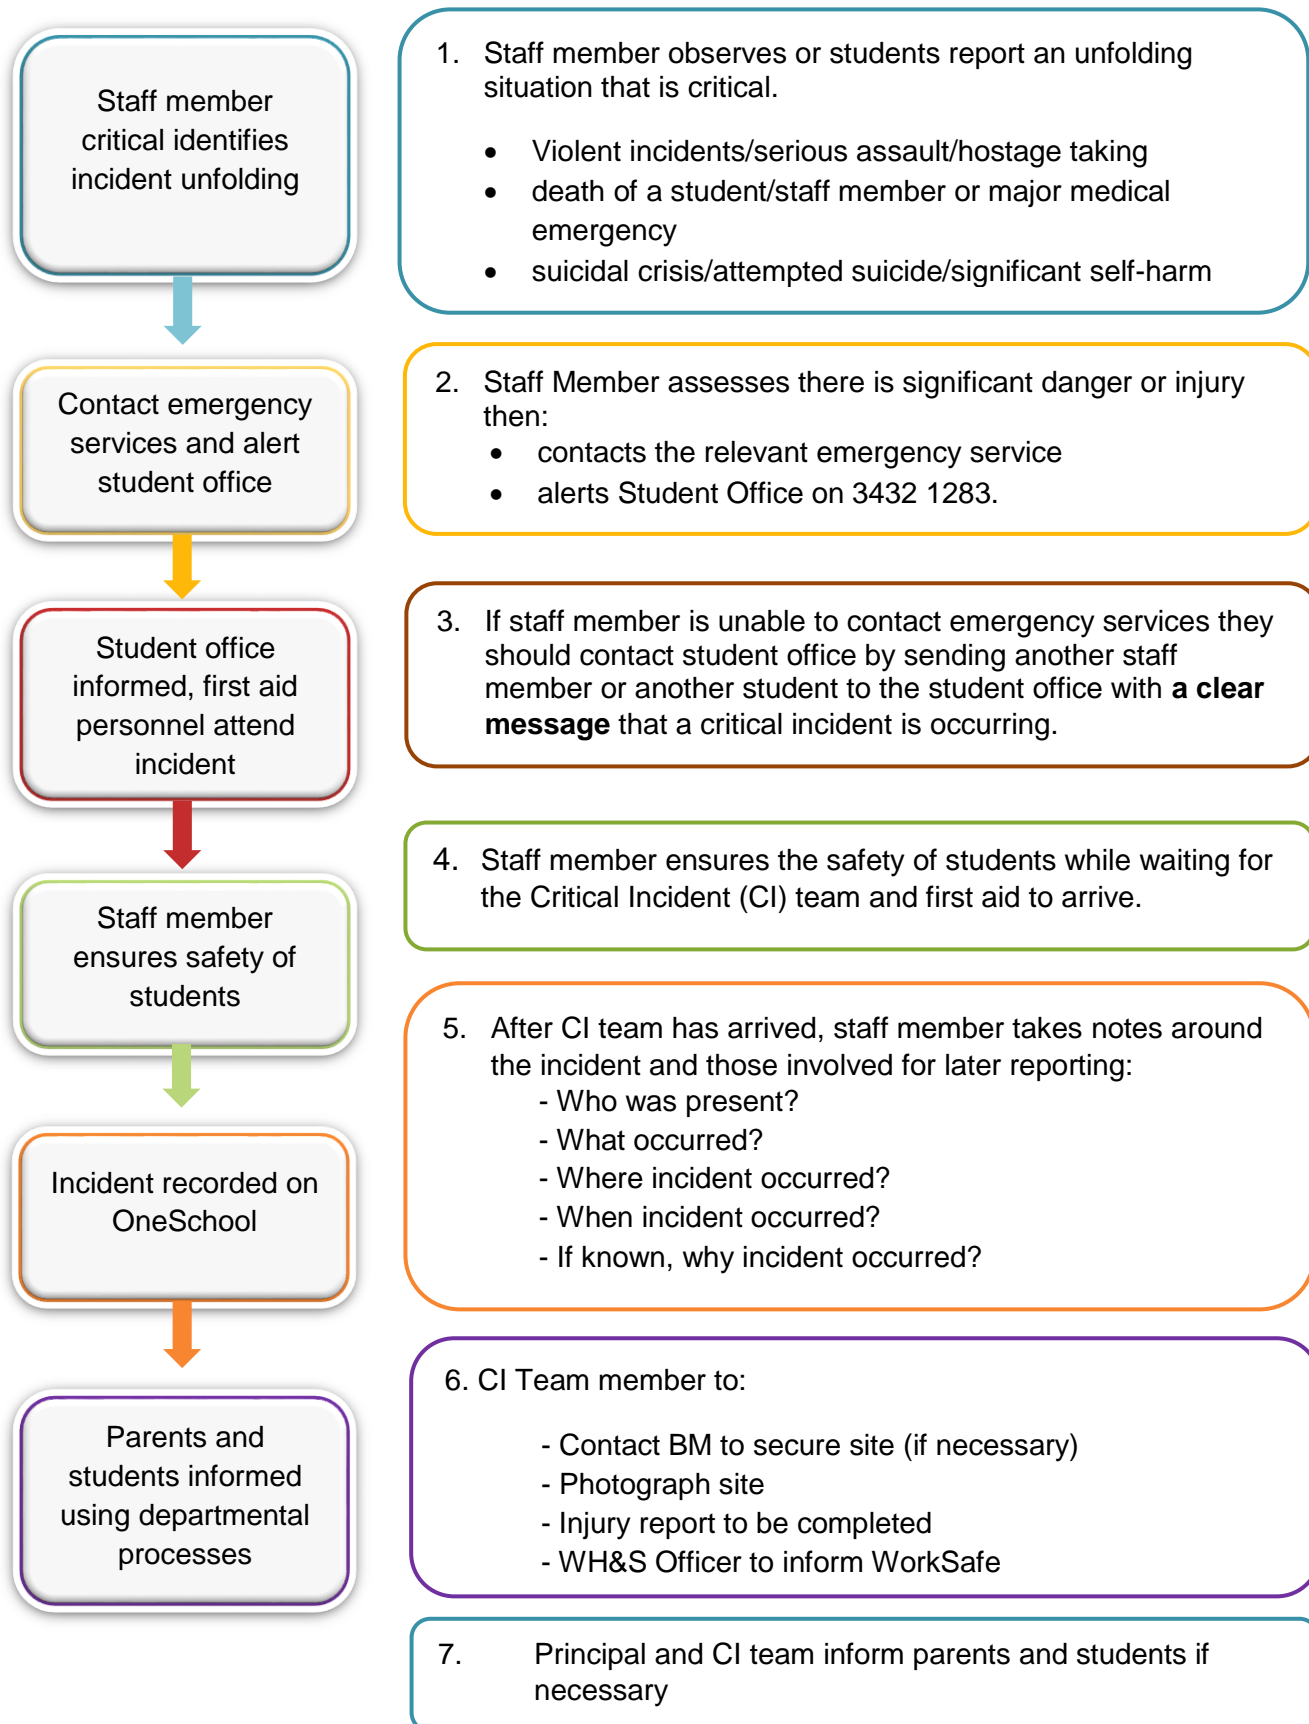 Staff member
critical identifies
incident unfolding
1. Staff member observes or students report an unfolding
situation that is critical.
• Violent incidents/serious assault/hostage taking
• death of a student/staff member or major medical
emergency
• suicidal crisis/attempted suicide/significant self-harm
Contact emergency
services and alert
student office
2. Staff Member assesses there is significant danger or injury
then:
• contacts the relevant emergency service
• alerts Student Office on 3432 1283.
Student office
informed, first aid
personnel attend
incident
3. If staff member is unable to contact emergency services they
should contact student office by sending another staff
member or another student to the student office with a clear
message that a critical incident is occurring.
Staff member
ensures safety of
students
4. Staff member ensures the safety of students while waiting for
the Critical Incident (CI) team and first aid to arrive.
Incident recorded on
OneSchool
5. After CI team has arrived, staff member takes notes around
the incident and those involved for later reporting:
- Who was present?
- What occurred?
- Where incident occurred?
- When incident occurred?
- If known, why incident occurred?
Parents and
students informed
using departmental
processes
6. CI Team member to:
- Contact BM to secure site (if necessary)
- Photograph site
- Injury report to be completed
- WH&S Officer to inform WorkSafe
7. Principal and CI team inform parents and students if
necessary